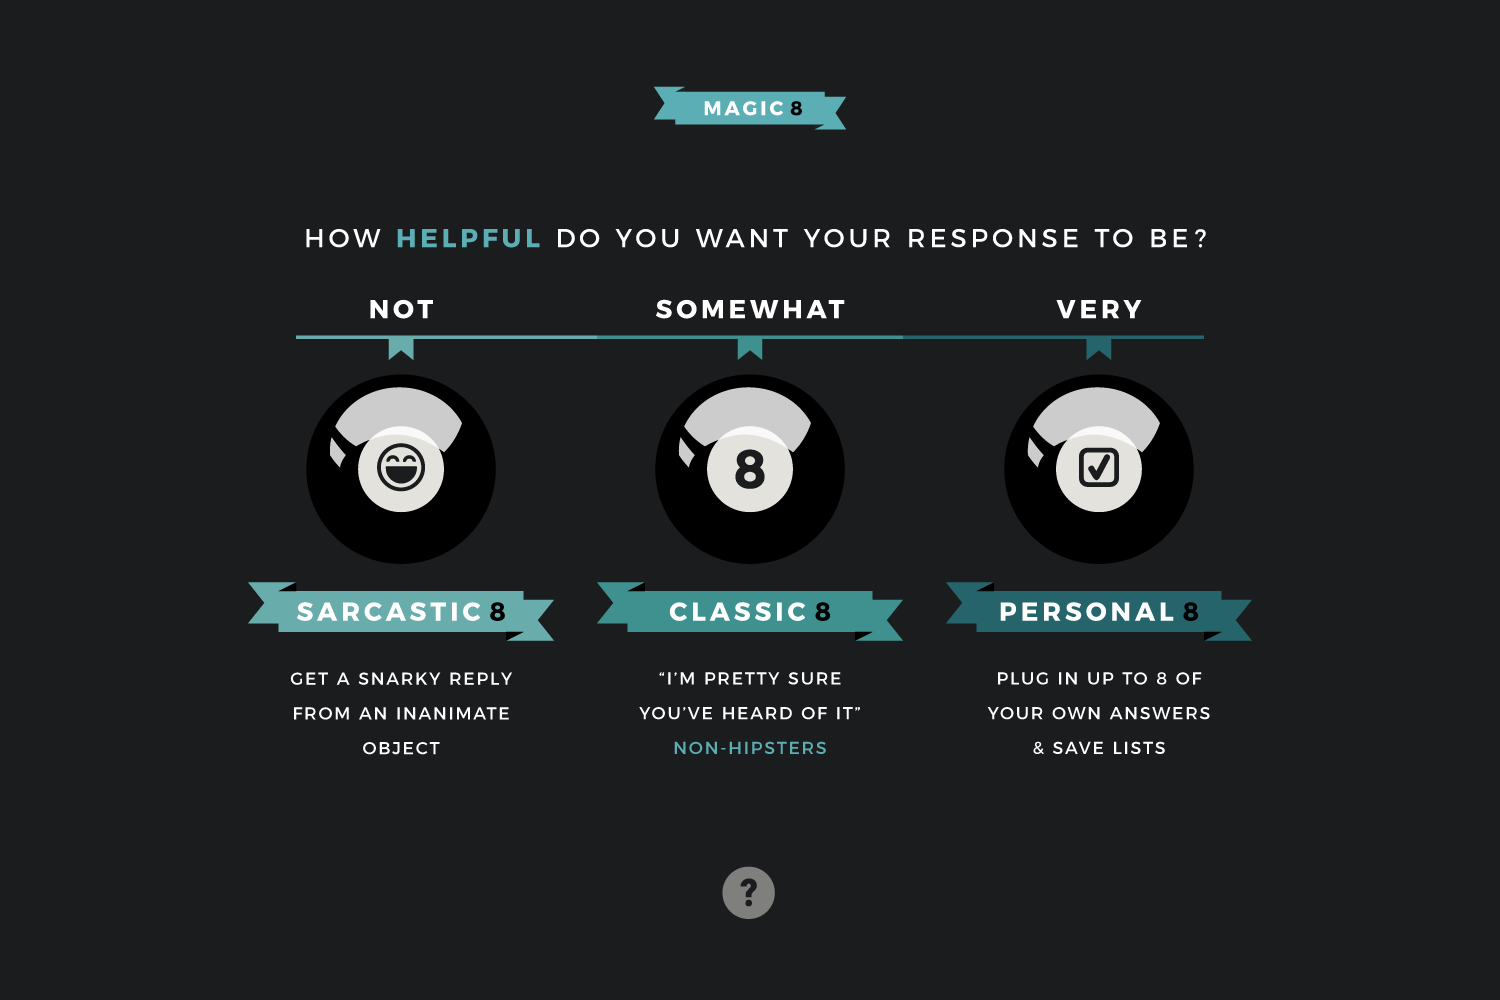 MAGIC 8
HOW HELPFUL DO YOU WANT YOUR RESPONSE TO BE?
NOT SOMEWHAT VERY
8
SARCASTIC 8 CLASSIC 8 PERSONAL 8
GET A SNARKY REPLY
FROM AN INANIMATE
OBJECT
“I’M PRETTY SURE
YOU’VE HEARD OF IT”
NON-HIPSTERS
PLUG IN UP TO 8 OF
YOUR OWN ANSWERS
& SAVE LISTS
?